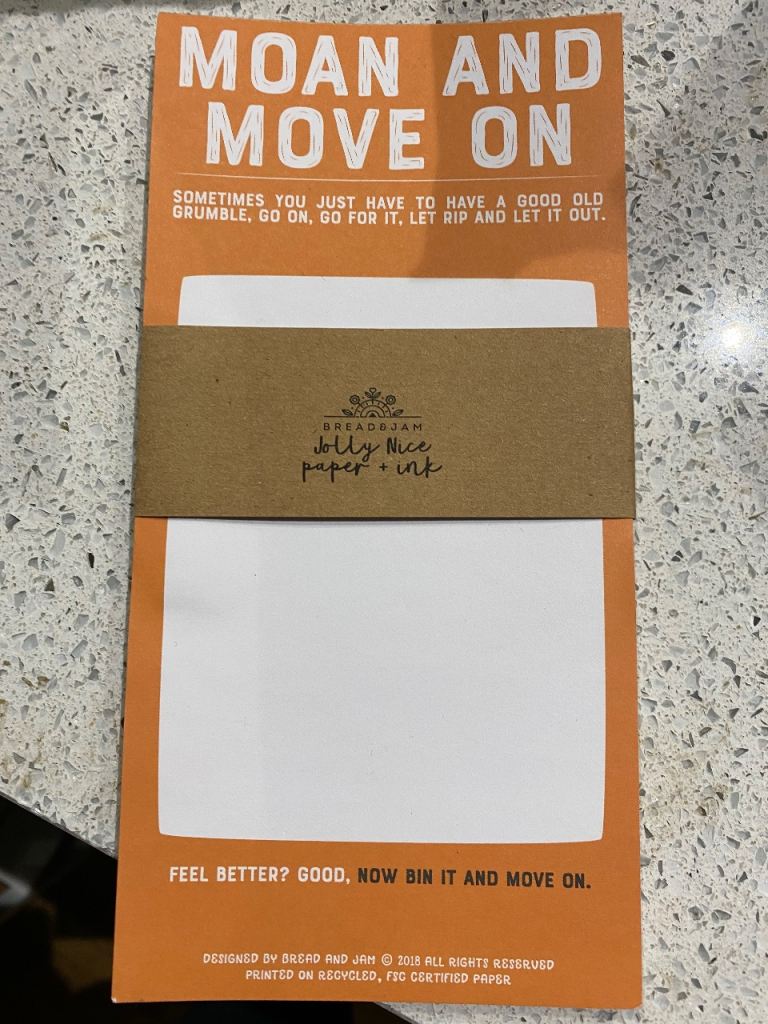 MOAN AND
MOVE ON
SOMETIMES YOU JUST HAVE TO HAVE A GOOD OLD
GRUMBLE, GO ON, GO FOR IT, LET RIP AND LET IT OUT.
BREAD&JAM
Jolly Nice
paper + ink
FEEL BETTER? GOOD, NOW BIN IT AND MOVE ON.
DESIGNED BY BREAD AND JAM © 2018 ALL RIGHTS RESERVED
PRINTED ON RECYCLED, FSC CERTIFIED PAPER